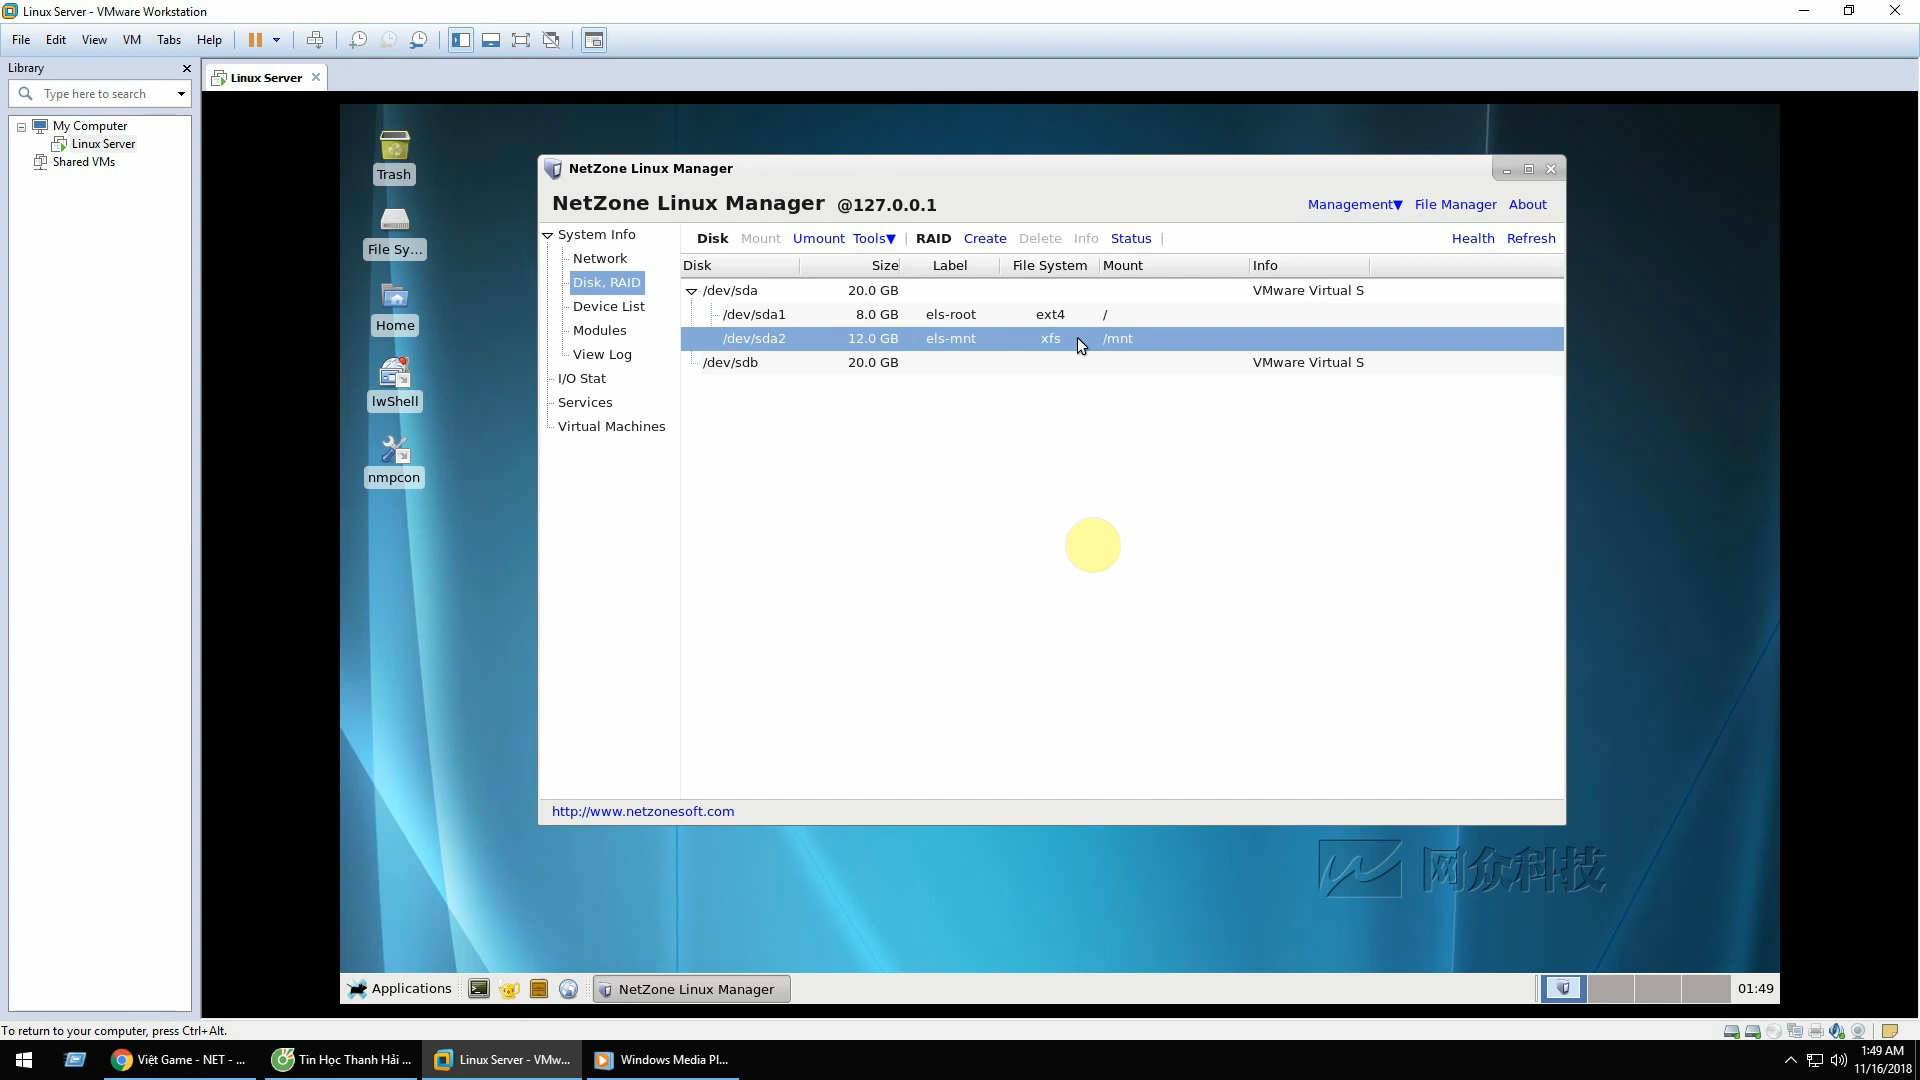 Linux Server - VMware Workstation
File Edit View VM Tabs Help
Library
Type here to search
My Computer
Linux Server
Shared VMs
Linux Server
Trash
File Sy...
Home
lwShell
nmpcon
NetZone Linux Manager
NetZone Linux Manager @127.0.0.1
Management▼ File Manager About
System Info
Network
Disk, RAID
Device List
Modules
View Log
I/O Stat
Services
Virtual Machines
Disk Mount Umount Tools▼ | RAID Create Delete Info Status | Health Refresh
Disk Size Label File System Mount Info
/dev/sda 20.0 GB VMware Virtual S
/dev/sda1 8.0 GB els-root ext4 /
/dev/sda2 12.0 GB els-mnt xfs /mnt
/dev/sdb 20.0 GB VMware Virtual S
http://www.netzonesoft.com
网众科技
Applications NetZone Linux Manager 01:49
To return to your computer, press Ctrl+Alt.
Việt Game - NET - ... Tin Học Thanh Hải ... Linux Server - VMw... Windows Media Pl...
1:49 AM
11/16/2018